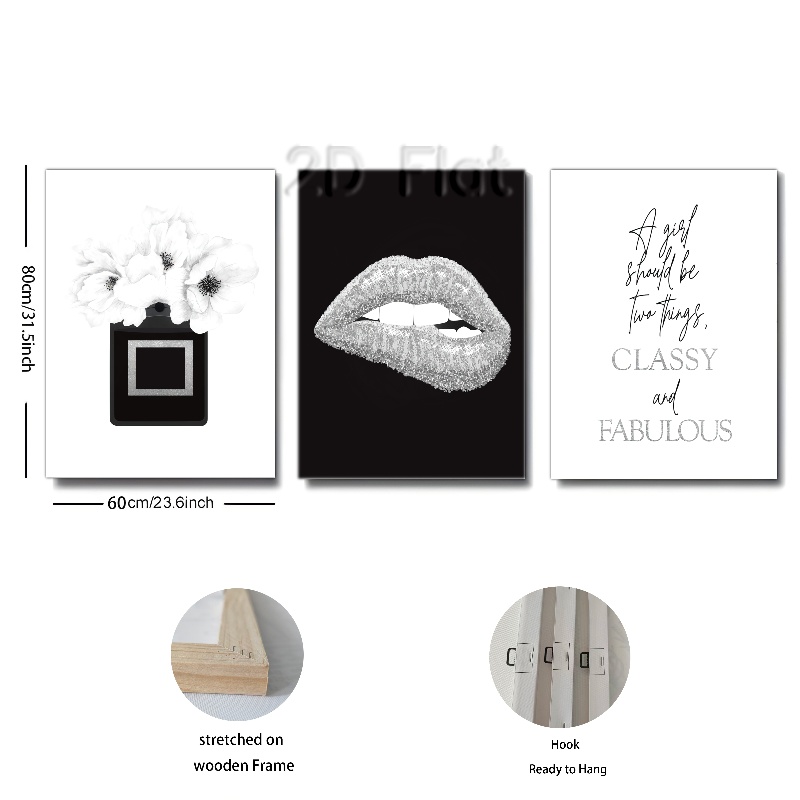 2D Flat
80cm/31.5inch
A girl
should be
two things,
CLASSY
and
FABULOUS
60cm/23.6inch
stretched on
wooden Frame
Hook
Ready to Hang